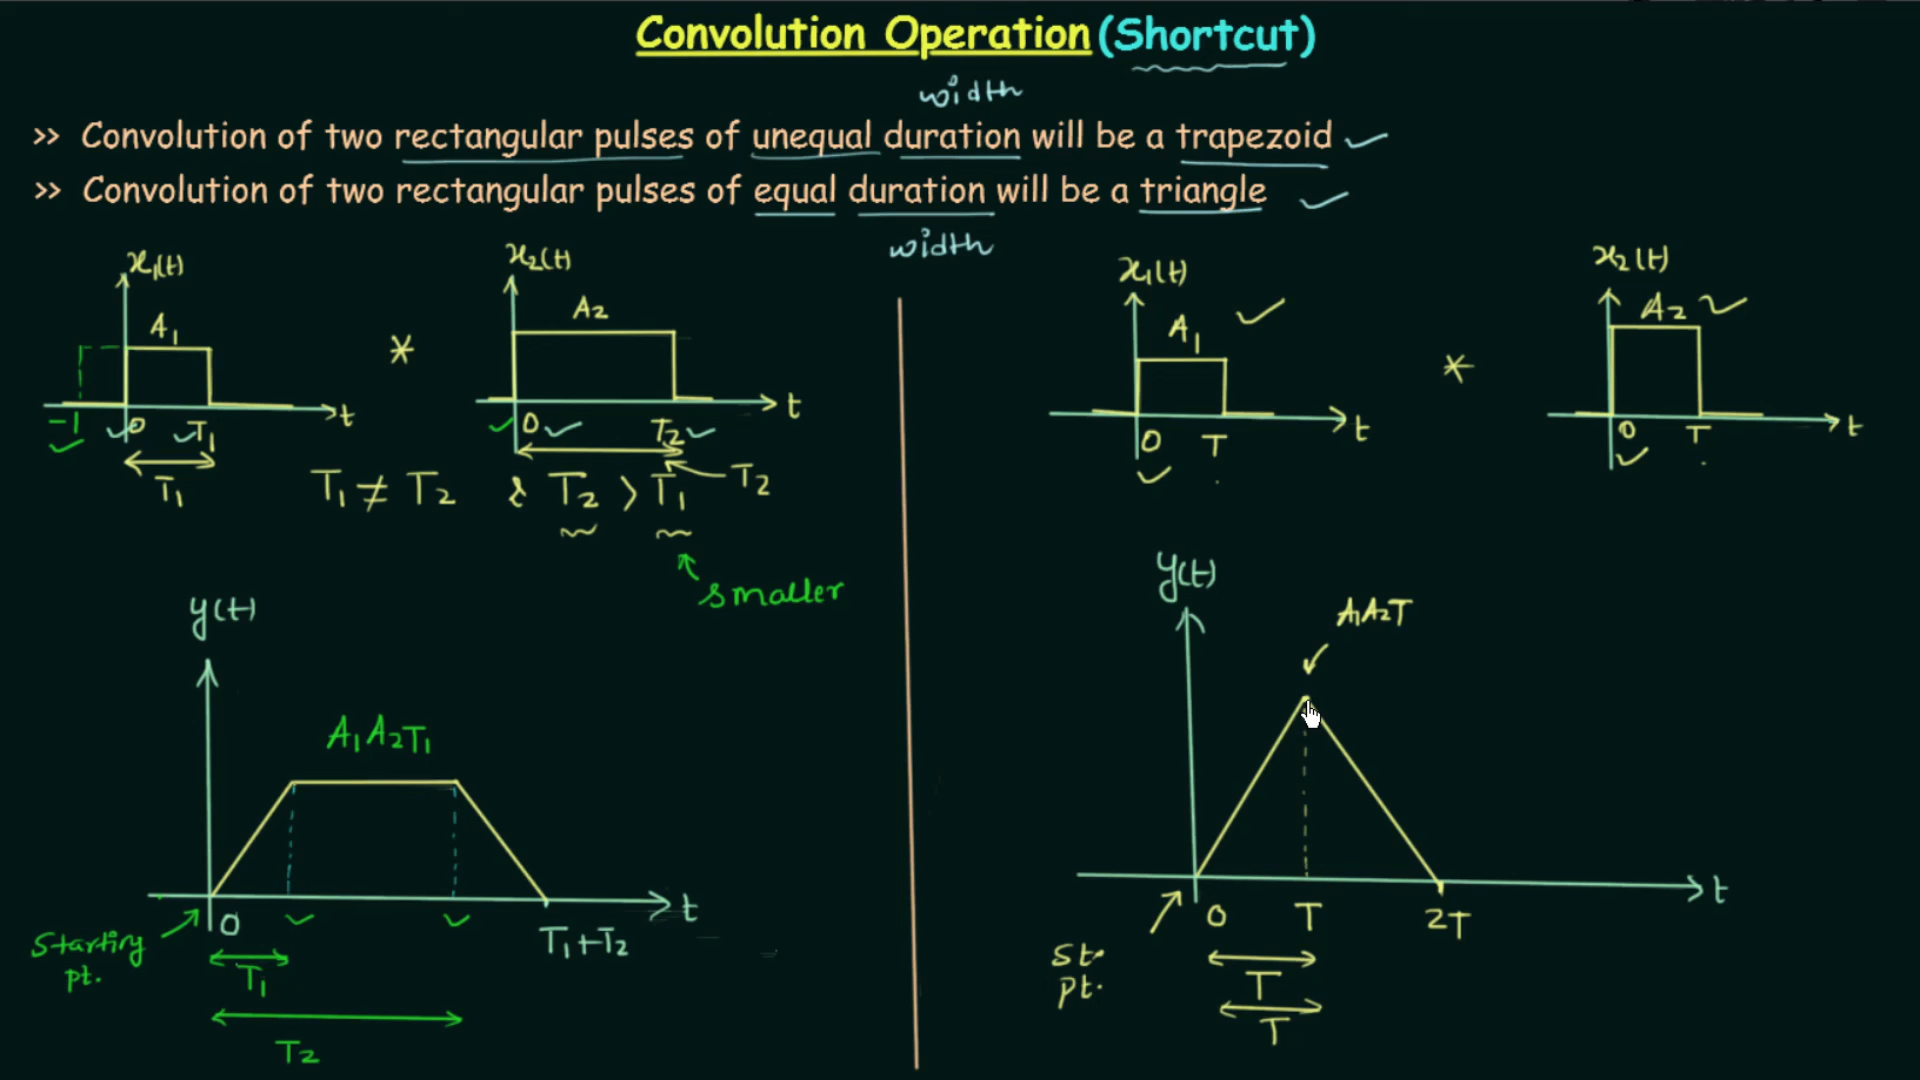 Convolution Operation (Shortcut)
width
>> Convolution of two rectangular pulses of unequal duration will be a trapezoid
>> Convolution of two rectangular pulses of equal duration will be a triangle
width
x₁(t)
A₁
-1 0 T₁
t
T₁
*
x₂(t)
A₂
0 T₂
t
T₂
T₁ ≠ T₂ & T₂ > T₁
smaller
y(t)
A₁A₂T₁
t
0
T₁+T₂
Starting
pt.
T₁
T₂
x₁(t)
A₁
0 T
t
*
x₂(t)
A₂
0 T
t
y(t)
A₁A₂T
t
0 T 2T
St.
pt.
T
T